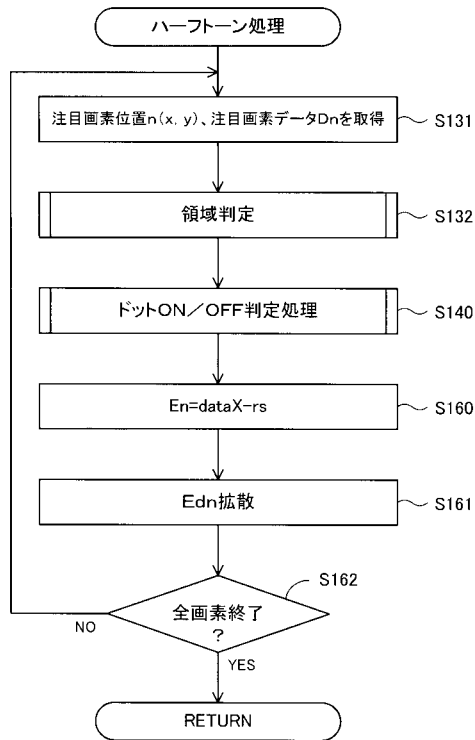 ハーフトーン処理
注目画素位置n(x, y)、注目画素データDnを取得
S131
領域判定
S132
ドットON／OFF判定処理
S140
En=dataX-rs
S160
Edn拡散
S161
S162
全画素終了
?
NO
YES
RETURN